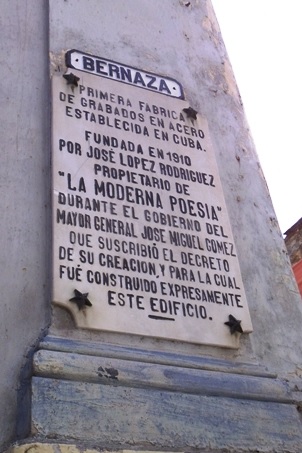 BERNAZA
PRIMERA FABRICA
DE GRABADOS EN ACERO
ESTABLECIDA EN CUBA.
FUNDADA EN 1910
POR JOSÉ LOPEZ RODRIGUEZ
PROPIETARIO DE
"LA MODERNA POESIA"
DURANTE EL GOBIERNO DEL
MAYOR GENERAL JOSE MIGUEL GOMEZ
QUE SUSCRIBIÓ EL DECRETO
DE SU CREACION, Y PARA LA CUAL
FUÉ CONSTRUIDO EXPRESAMENTE
ESTE EDIFICIO.